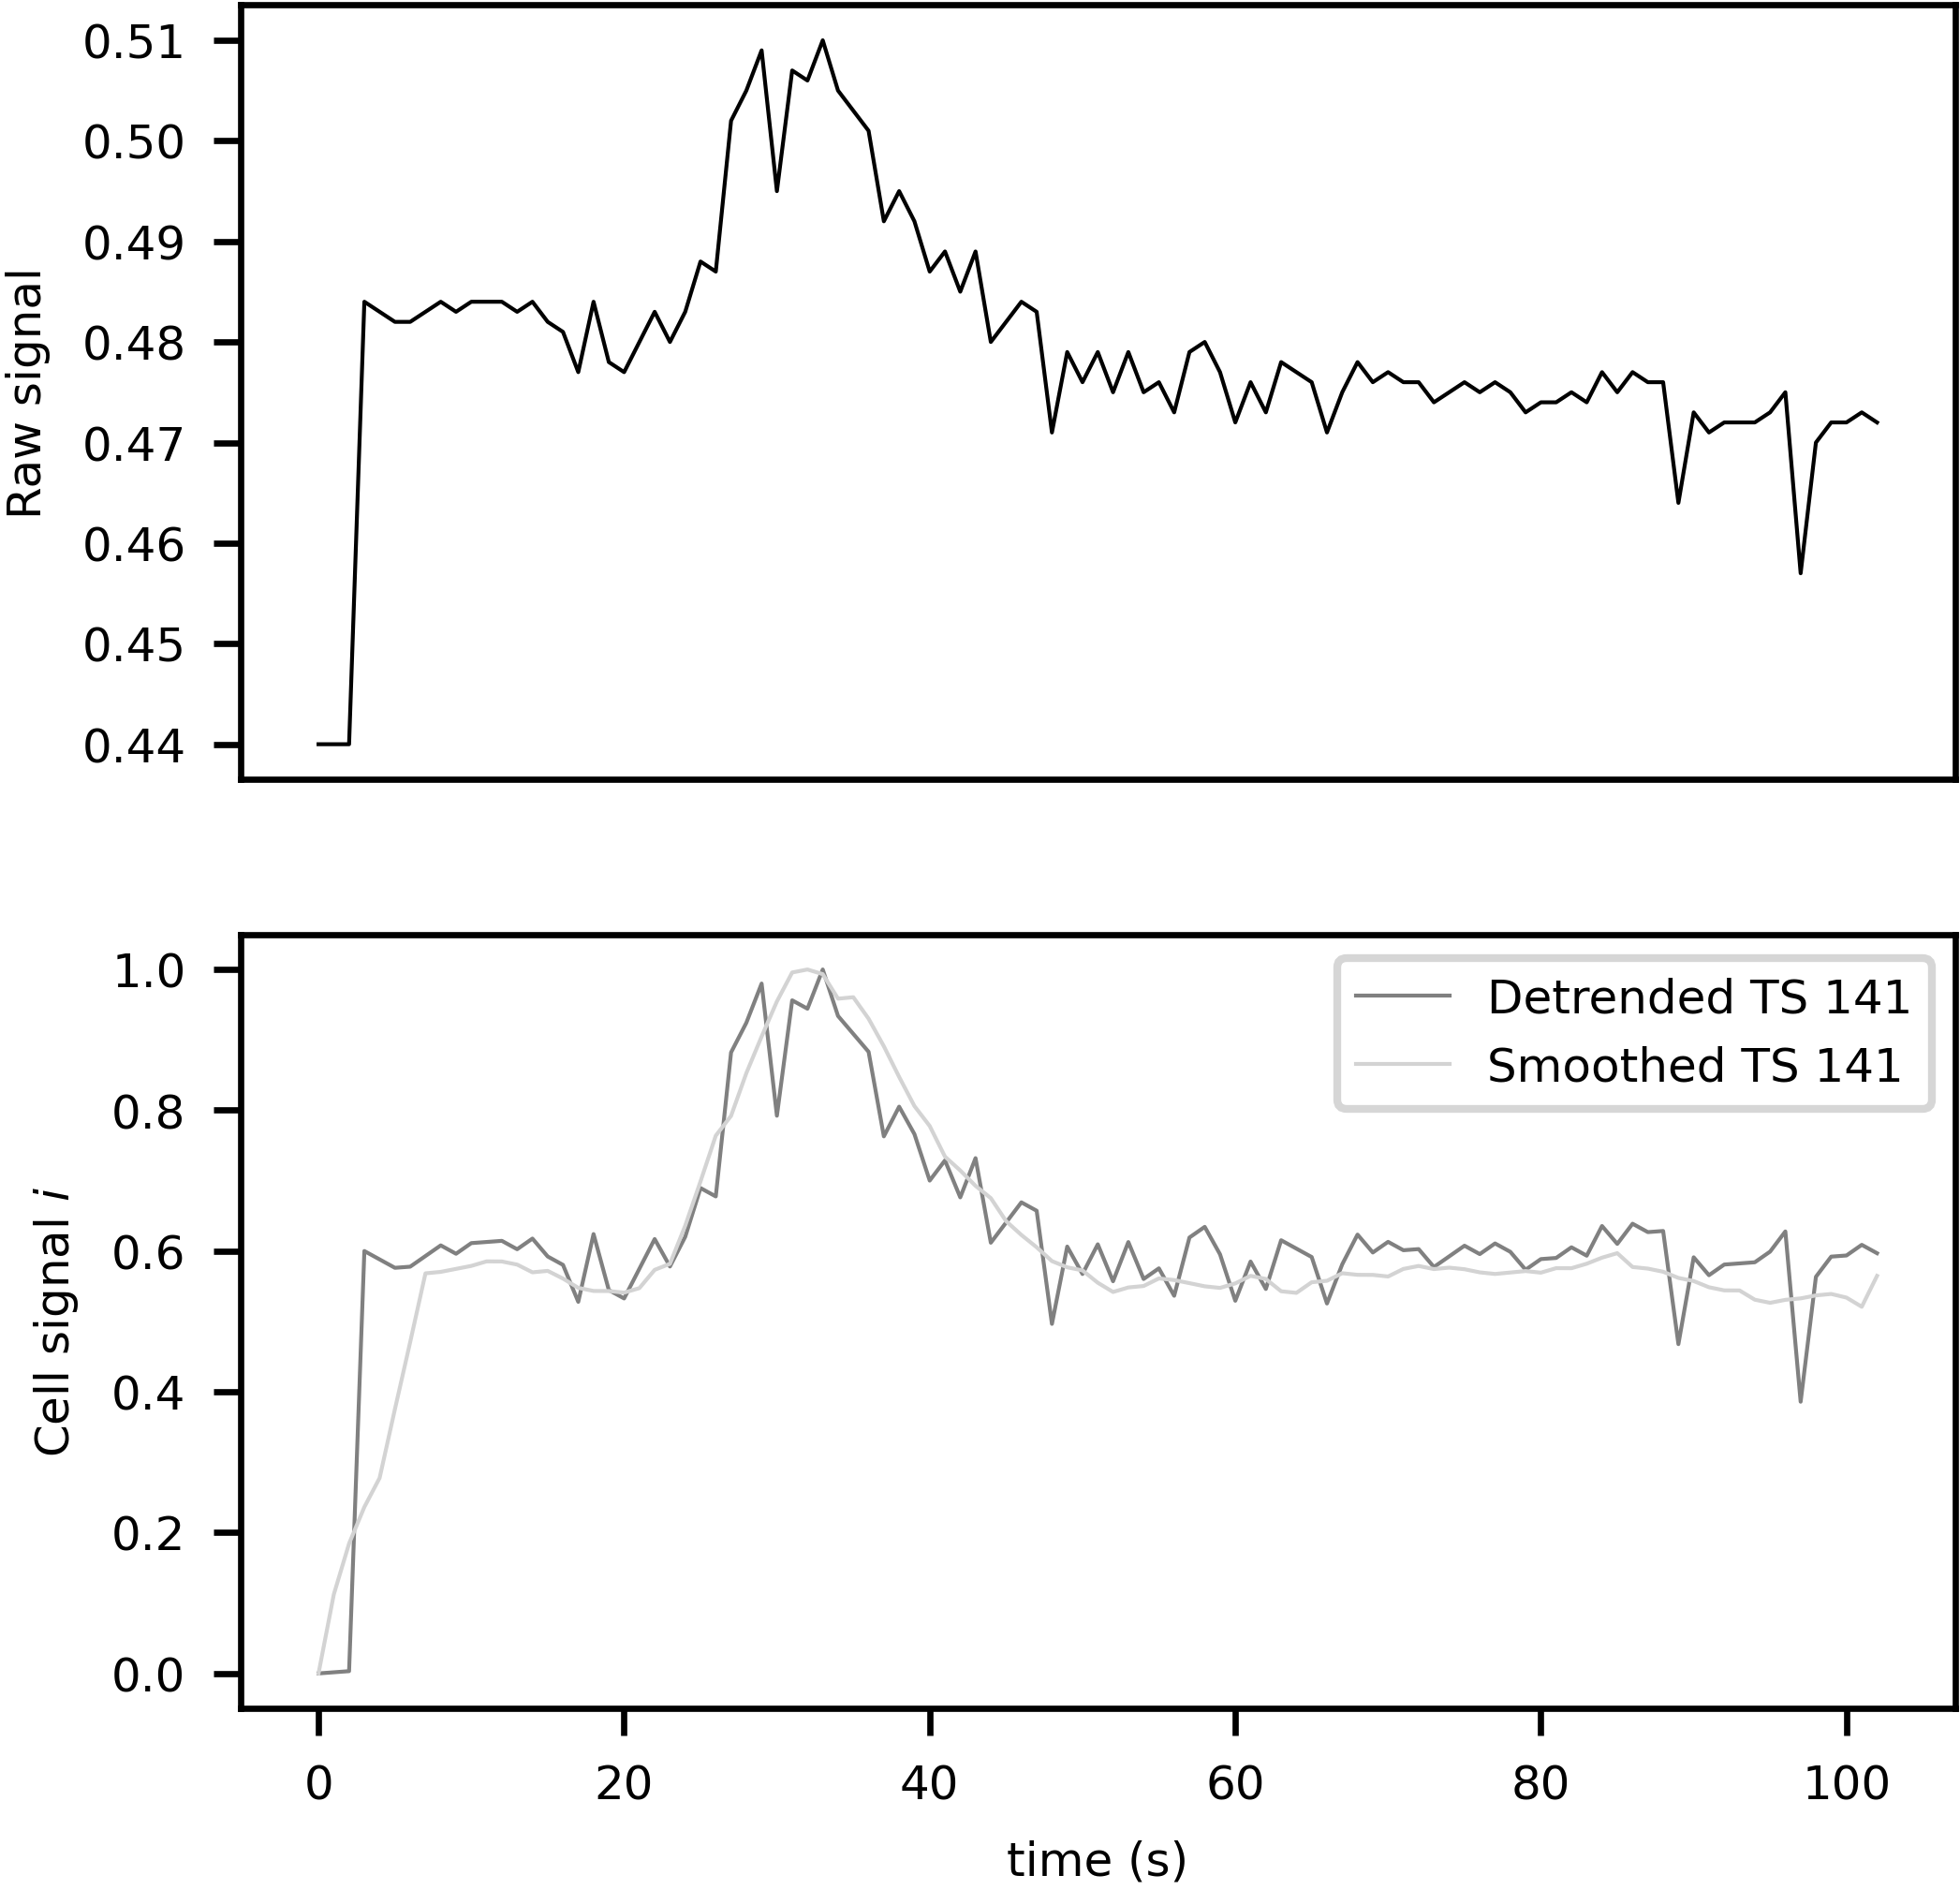 0.51
0.50
0.49
0.48
0.47
0.46
0.45
0.44
Raw signal
1.0
0.8
0.6
0.4
0.2
0.0
Cell signal i
Detrended TS 141
Smoothed TS 141
0 20 40 60 80 100
time (s)